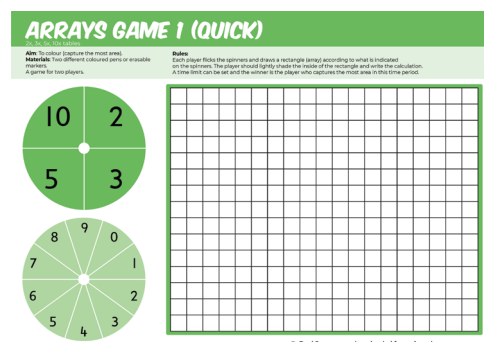 ARRAYS GAME 1 (QUICK)
2x, 3x, 5x, 10x tables
Aim: To colour (capture the most area).
Materials: Two different coloured pens or erasable
markers.
A game for two players.
Rules:
Each player flicks the spinners and draws a rectangle (array) according to what is indicated
on the spinners. The player should lightly shade the inside of the rectangle and write the calculation.
A time limit can be set and the winner is the player who captures the most area in this time period.
10 2
5 3
9
8 0
7 1
6 2
5 3
4